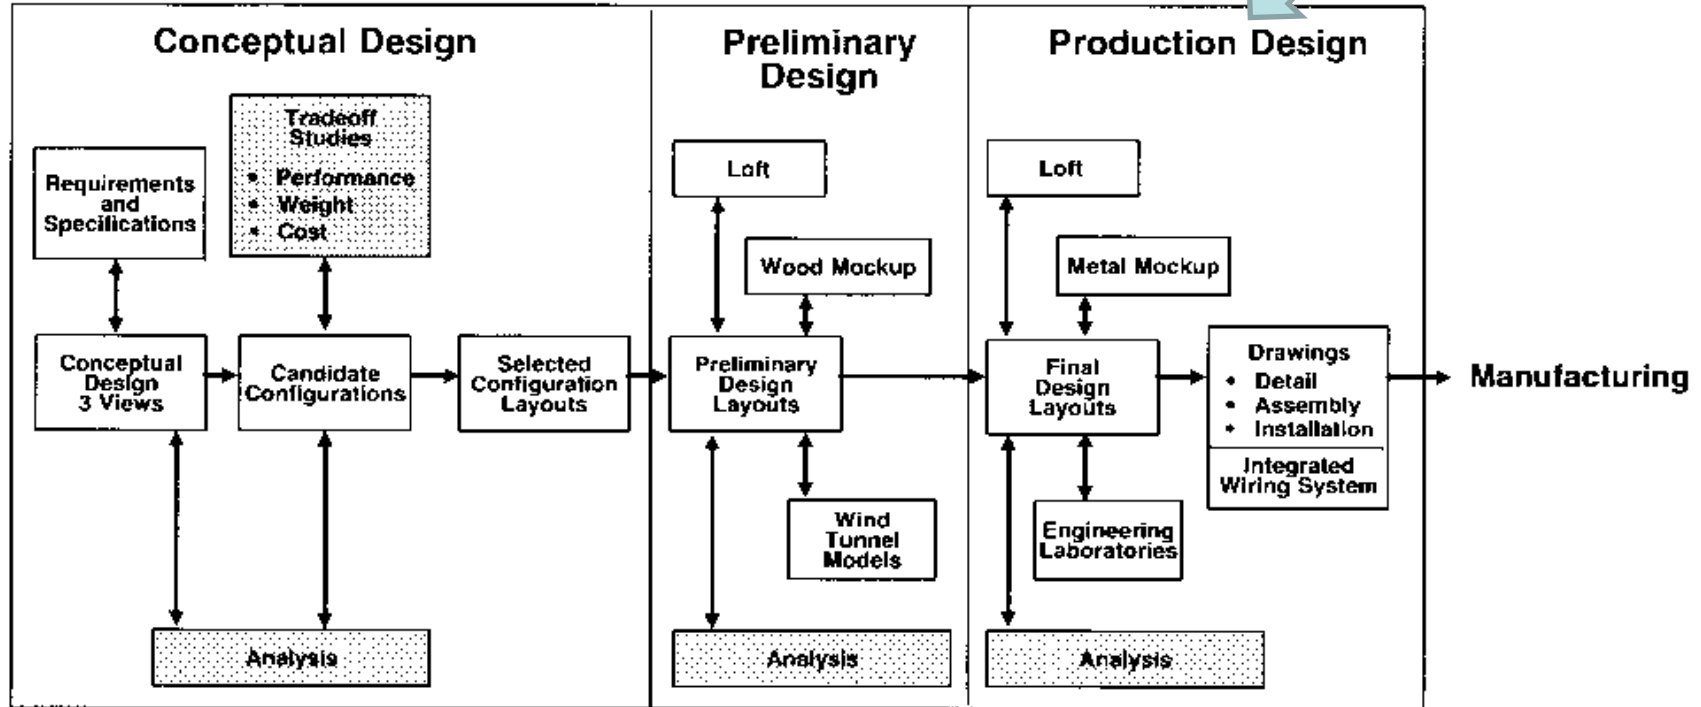 Conceptual Design
Preliminary
Design
Production Design
Requirements
and
Specifications
Tradeoff
Studies
• Performance
• Weight
• Cost
Conceptual
Design
3 Views
Candidate
Configurations
Selected
Configuration
Layouts
Analysis
Loft
Wood Mockup
Preliminary
Design
Layouts
Wind
Tunnel
Models
Analysis
Loft
Metal Mockup
Final
Design
Layouts
Engineering
Laboratories
Analysis
Drawings
• Detail
• Assembly
• Installation
Integrated
Wiring System
Manufacturing